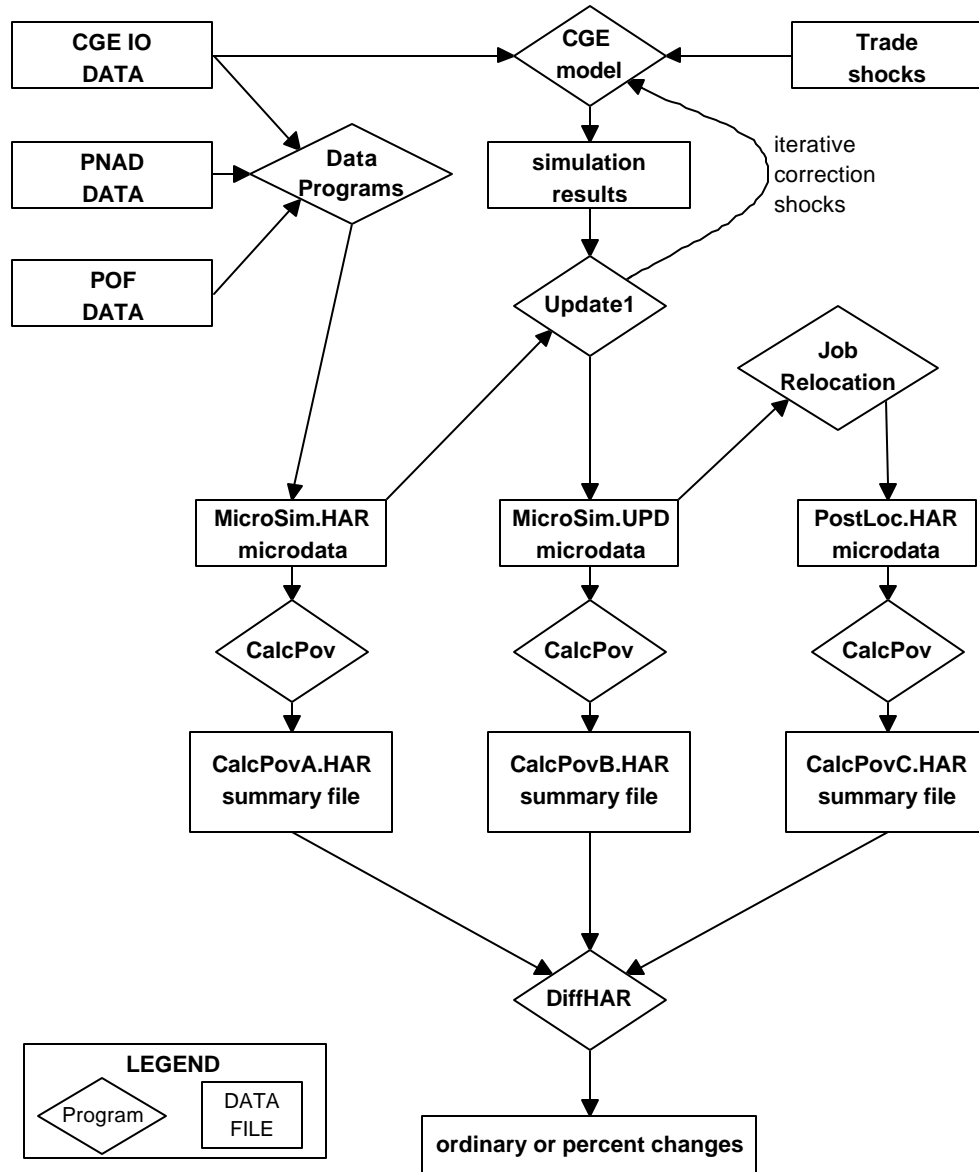 CGE IO
DATA
CGE
model
Trade
shocks
PNAD
DATA
Data
Programs
simulation
results
iterative
correction
shocks
POF
DATA
Update1
Job
Relocation
MicroSim.HAR
microdata
MicroSim.UPD
microdata
PostLoc.HAR
microdata
CalcPov
CalcPov
CalcPov
CalcPovA.HAR
summary file
CalcPovB.HAR
summary file
CalcPovC.HAR
summary file
DiffHAR
LEGEND
Program
DATA
FILE
ordinary or percent changes